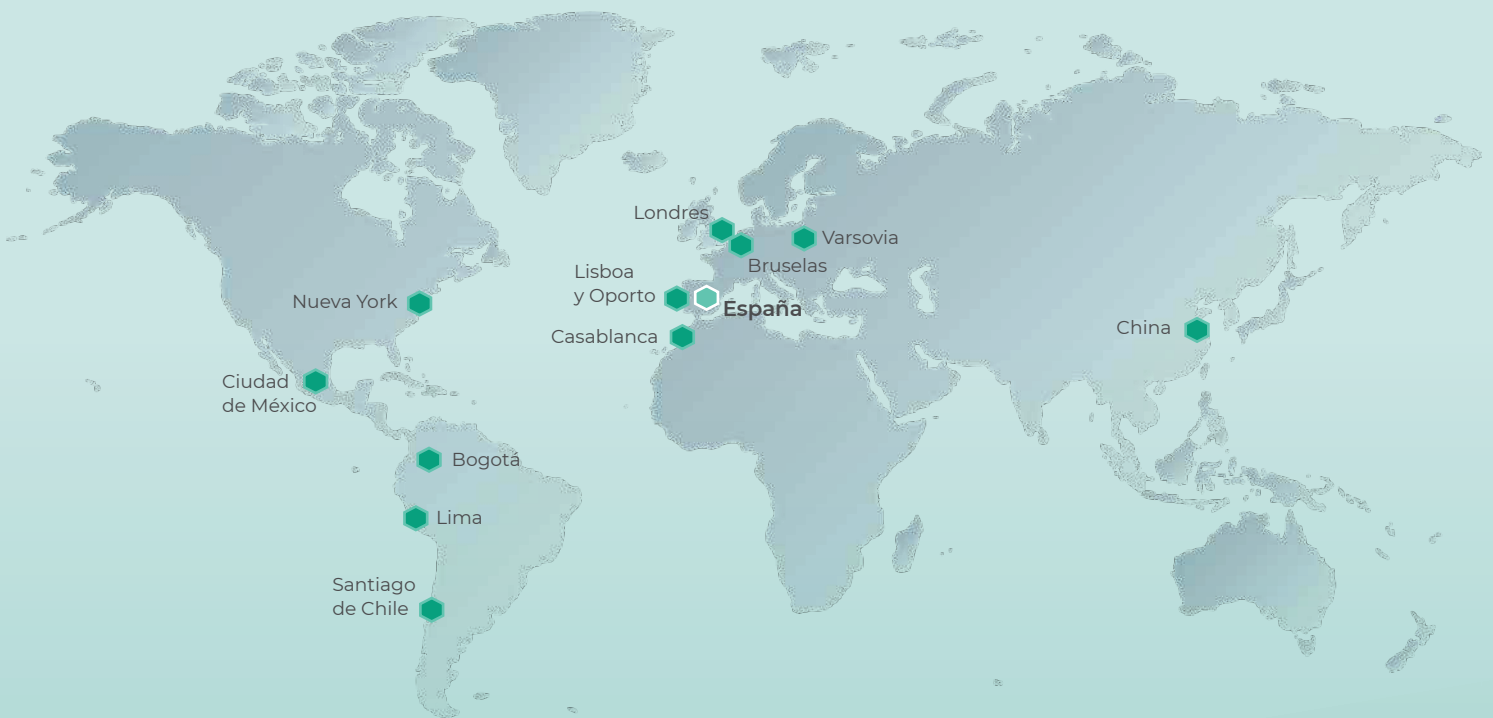 Londres
Varsovia
Bruselas
Lisboa
y Oporto
España
Nueva York
Casablanca
China
Ciudad
de México
Bogotá
Lima
Santiago
de Chile